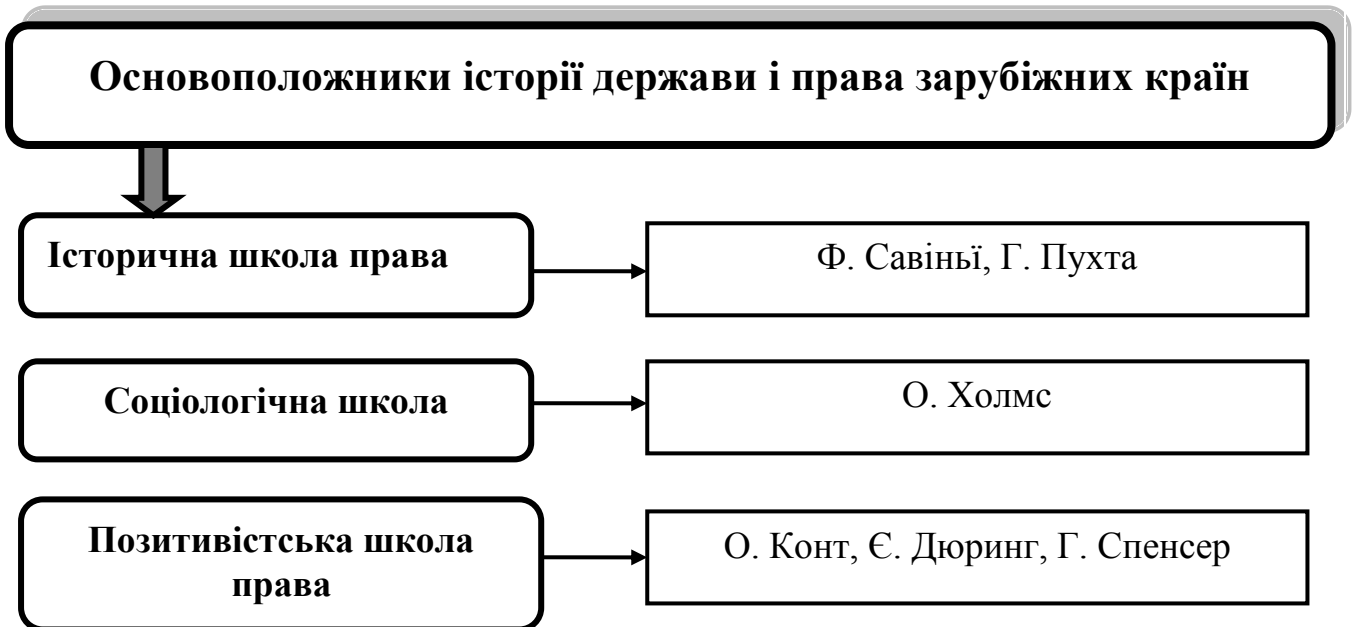 Основоположники історії держави і права зарубіжних країн
Історична школа права
Ф. Савіньї, Г. Пухта
Соціологічна школа
О. Холмс
Позитивістська школа
права
О. Конт, Є. Дюринг, Г. Спенсер